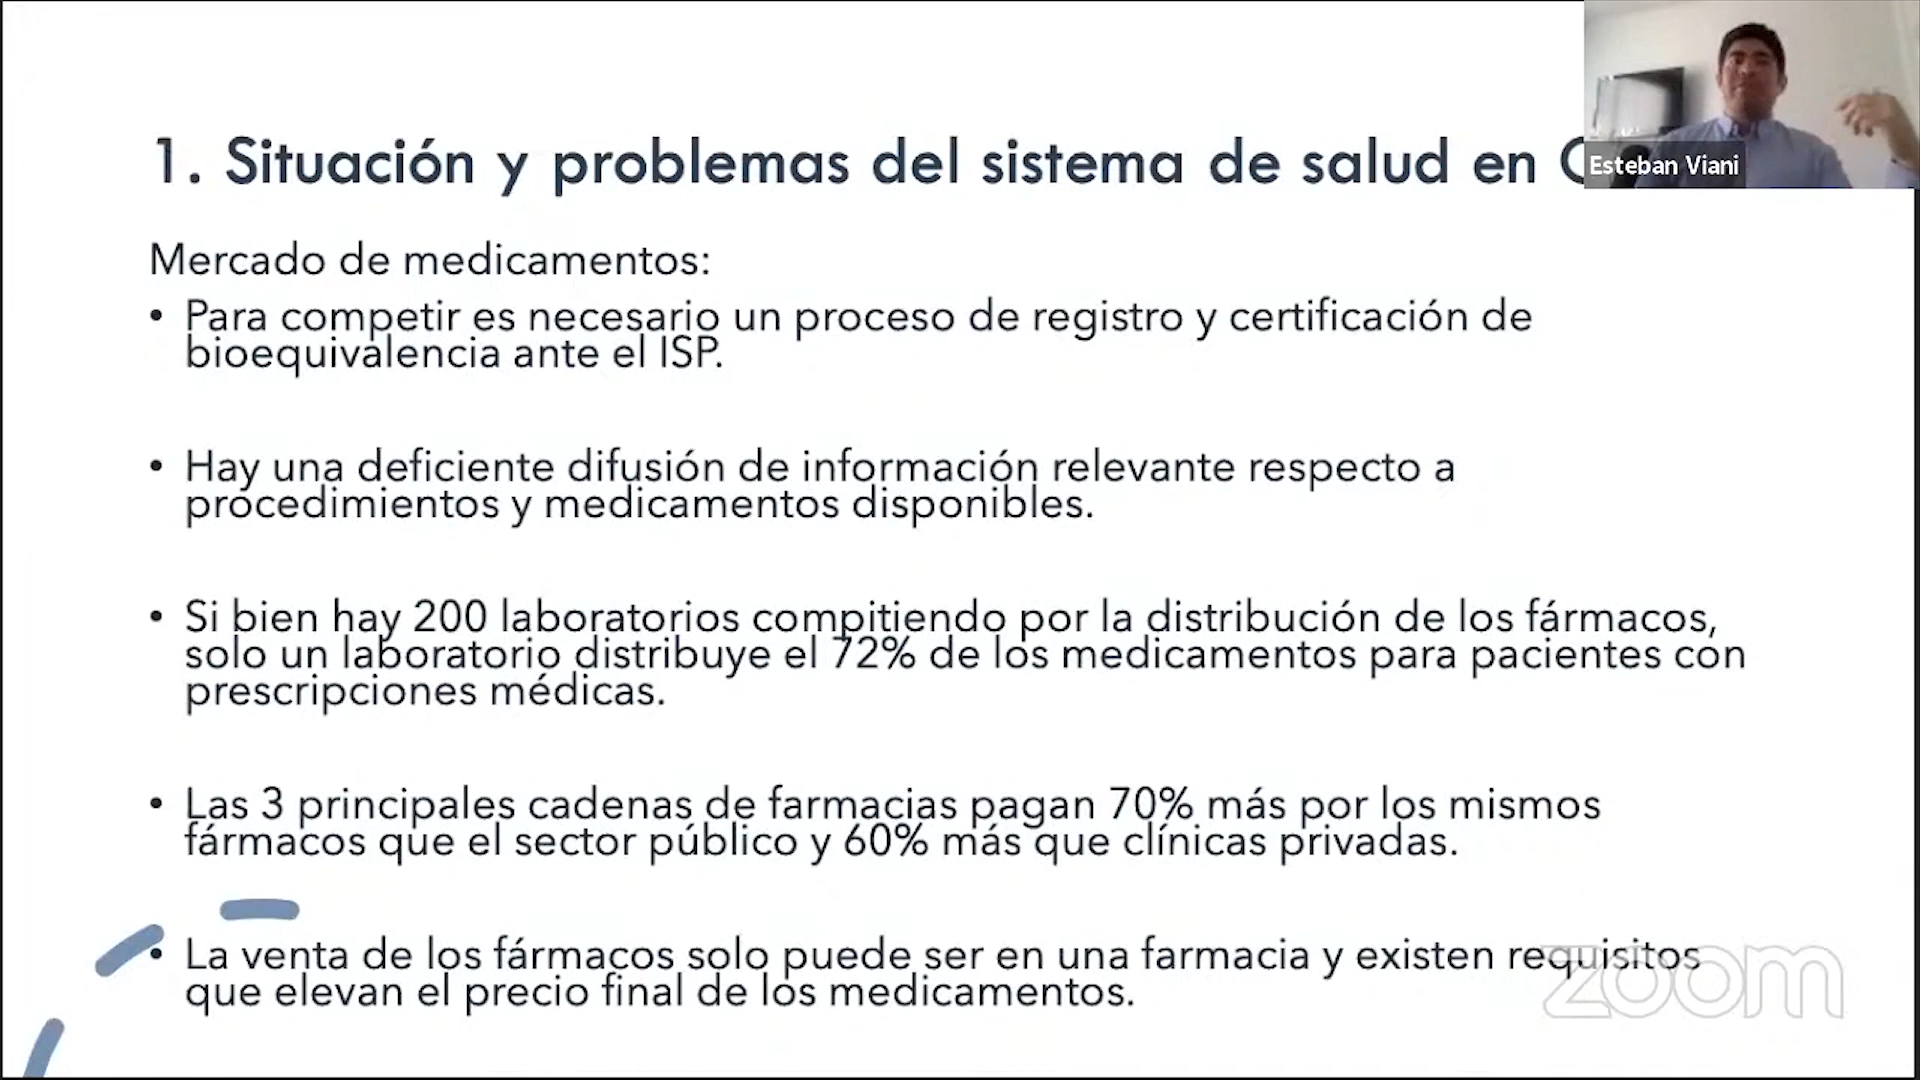 1. Situación y problemas del sistema de salud en
Esteban Viani
Mercado de medicamentos:
• Para competir es necesario un proceso de registro y certificación de
bioequivalencia ante el ISP.
• Hay una deficiente difusión de información relevante respecto a
procedimientos y medicamentos disponibles.
• Si bien hay 200 laboratorios compitiendo por la distribución de los fármacos,
solo un laboratorio distribuye el 72% de los medicamentos para pacientes con
prescripciones médicas.
• Las 3 principales cadenas de farmacias pagan 70% más por los mismos
fármacos que el sector público y 60% más que clínicas privadas.
• La venta de los fármacos solo puede ser en una farmacia y existen requisitos
que elevan el precio final de los medicamentos.
zoom